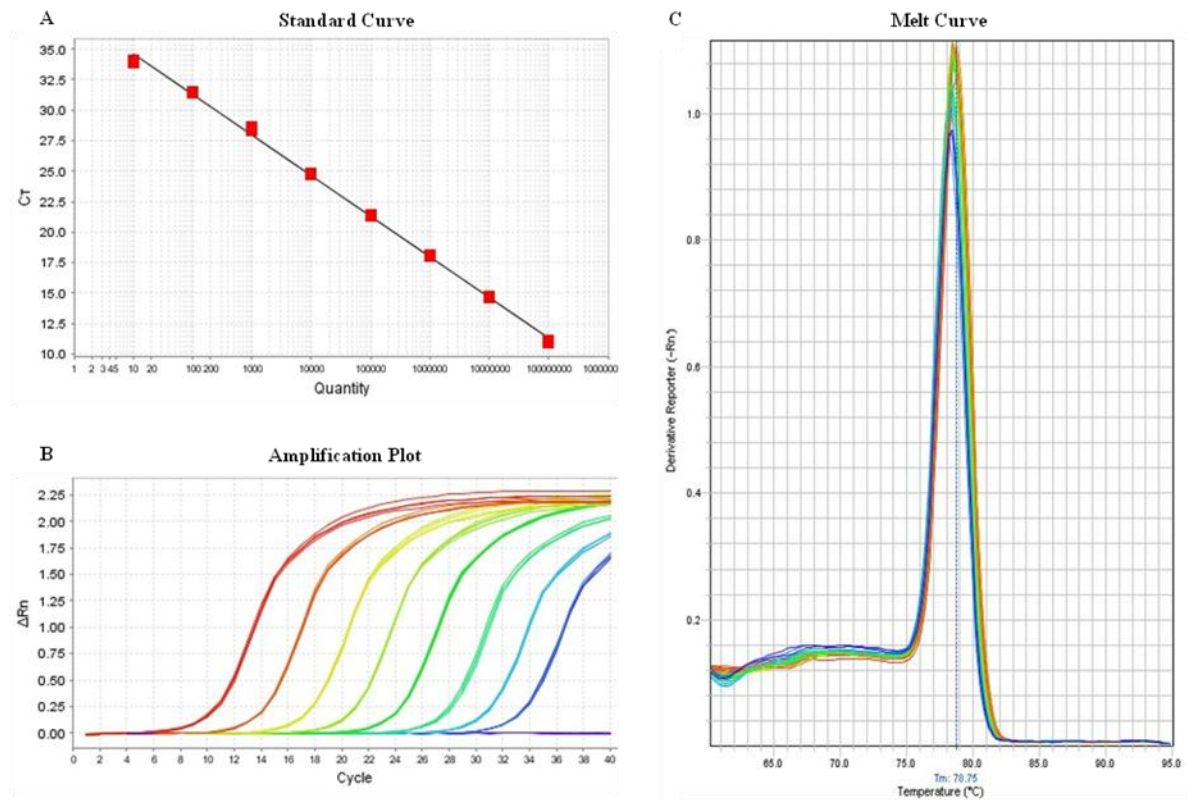 A
Standard Curve
35.0
32.5
30.0
27.5
25.0
22.5
20.0
17.5
15.0
12.5
10.0
CT
1 2 3 4 5 10 20 100 200 1000 10000 100000 1000000 10000000 100000000 1000000
Quantity
B
Amplification Plot
2.25
2.00
1.75
1.50
1.25
1.00
0.75
0.50
0.25
0.00
ΔRn
0 2 4 6 8 10 12 14 16 18 20 22 24 26 28 30 32 34 36 38 40
Cycle
C
Melt Curve
1.0
0.8
0.6
0.4
0.2
Derivative Reporter (-Rn')
65.0 70.0 75.0 80.0 85.0 90.0 95.0
Tm: 78.75
Temperature (°C)